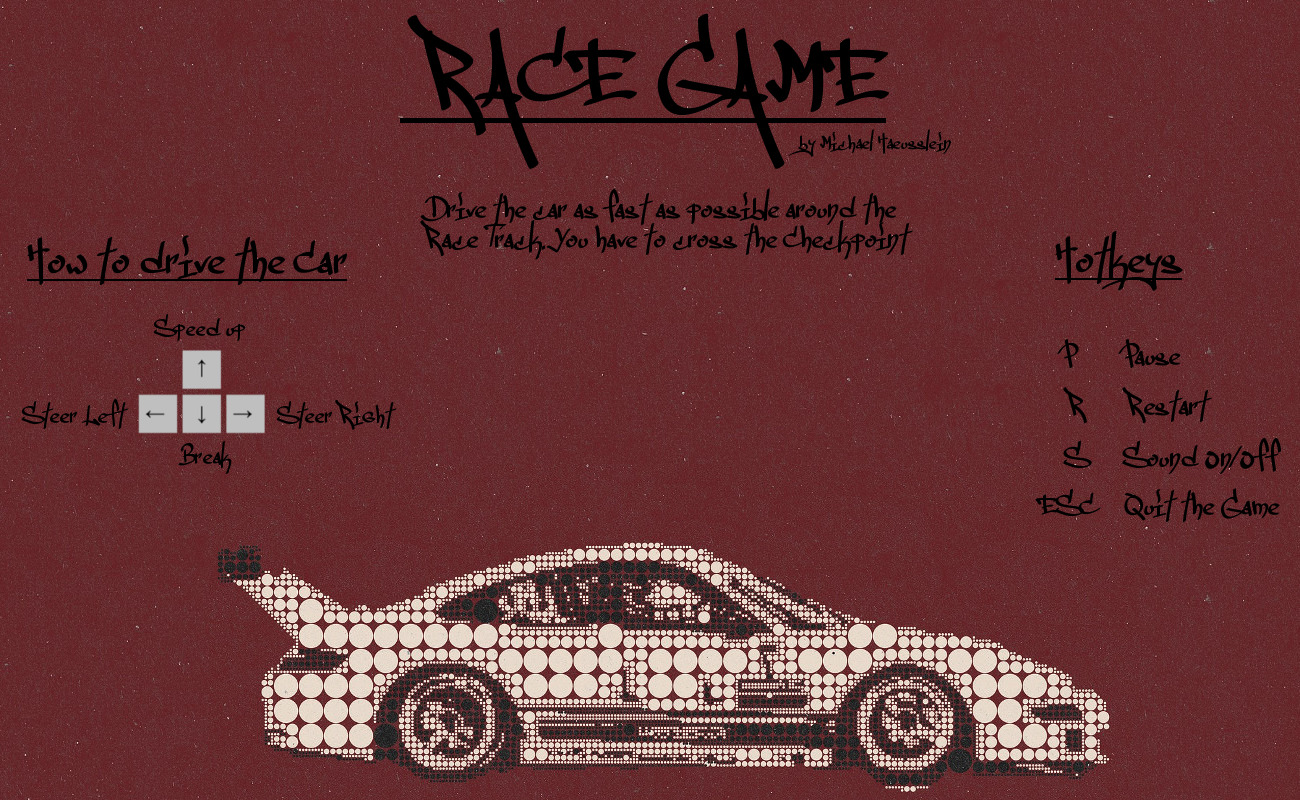 RACE GAME
by Michael Haeusslein
Drive the car as fast as possible around the
Race Track. You have to cross the Checkpoint
How to drive the Car
Speed up
↑
Steer Left ← ↓ → Steer Right
Break
Hotkeys
P Pause
R Restart
S Sound On/Off
ESC Quit the Game